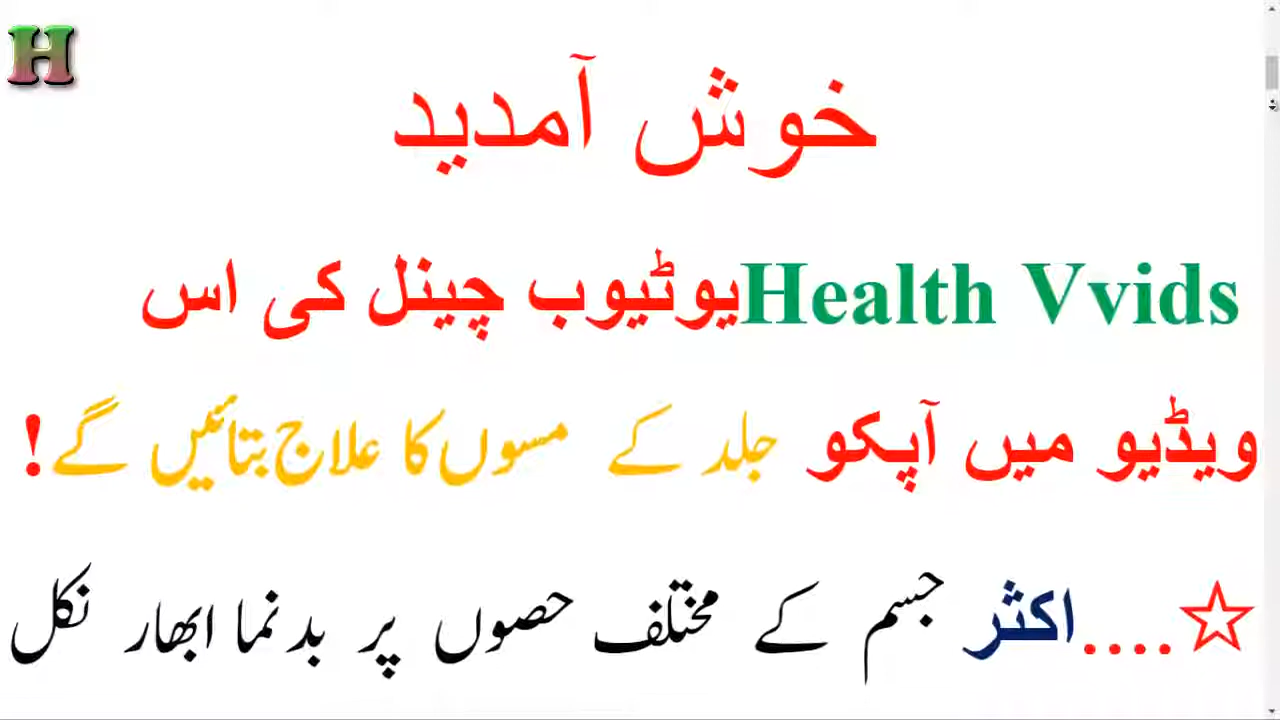 H
خوش آمدید
Health Vvidsیوٹیوب چینل کی اس
ویڈیو میں آپکو جلد کے مسوں کا علاج بتائیں گے!
☆....اکثر جسم کے مختلف حصوں پر بدنما ابھار نکل